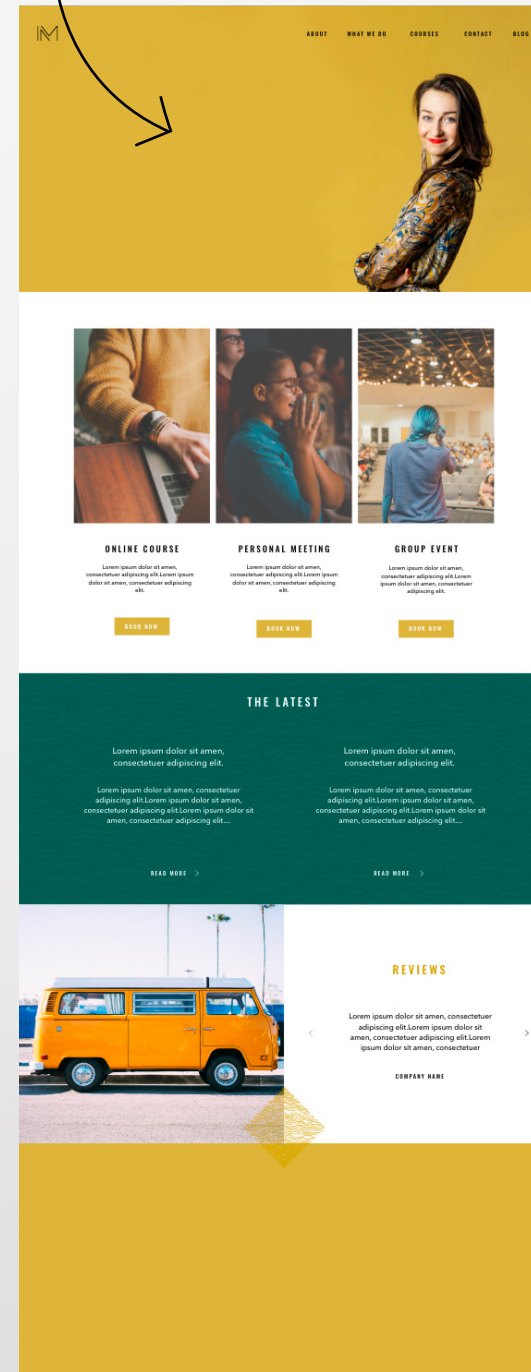 M
ABOUT WHAT WE DO COURSES CONTACT BLOG
ONLINE COURSE
Lorem ipsum dolor sit amen,
consectetuer adipiscing elit.Lorem ipsum
dolor sit amen, consectetuer adipiscing
elit.
BOOK NOW
PERSONAL MEETING
Lorem ipsum dolor sit amen,
consectetuer adipiscing elit.Lorem ipsum
dolor sit amen, consectetuer adipiscing
elit.
BOOK NOW
GROUP EVENT
Lorem ipsum dolor sit amen,
consectetuer adipiscing elit.Lorem
ipsum dolor sit amen, consectetuer
adipiscing elit.
BOOK NOW
THE LATEST
Lorem ipsum dolor sit amen,
consectetuer adipiscing elit.
Lorem ipsum dolor sit amen, consectetuer
adipiscing elit.Lorem ipsum dolor sit amen,
consectetuer adipiscing elit.Lorem ipsum dolor sit
amen, consectetuer adipiscing elit...
READ MORE >
Lorem ipsum dolor sit amen,
consectetuer adipiscing elit.
Lorem ipsum dolor sit amen, consectetuer
adipiscing elit.Lorem ipsum dolor sit amen,
consectetuer adipiscing elit.Lorem ipsum dolor sit
amen, consectetuer adipiscing elit...
READ MORE >
REVIEWS
Lorem ipsum dolor sit amen, consectetuer
adipiscing elit.Lorem ipsum dolor sit
amen, consectetuer adipiscing elit.Lorem
ipsum dolor sit amen, consectetuer
COMPANY NAME